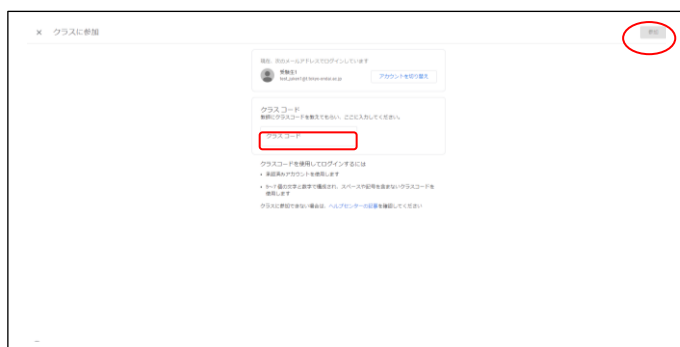 × クラスに参加
参加
現在、次のメールアドレスでログインしています
受験生1
アカウントを切り替え
クラス コード
教師にクラスコードを教えてもらい、ここに入力してください。
クラス コード
クラスコードを使用してログインするには
• 承認済みアカウントを使用します
• 6~7 個の文字と数字で構成され、スペースや記号を含まないクラスコードを
使用します
クラスに参加できない場合は、ヘルプセンターの記事を確認してください